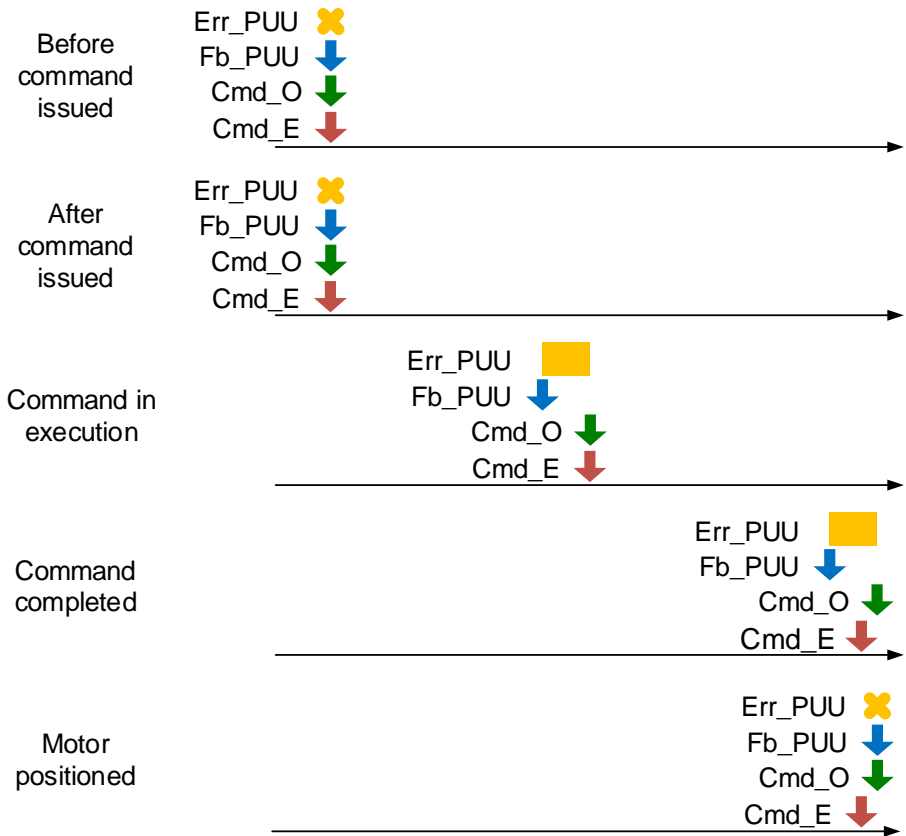 Before
command
issued
Err_PUU
Fb_PUU
Cmd_O
Cmd_E
After
command
issued
Err_PUU
Fb_PUU
Cmd_O
Cmd_E
Command in
execution
Err_PUU
Fb_PUU
Cmd_O
Cmd_E
Command
completed
Err_PUU
Fb_PUU
Cmd_O
Cmd_E
Motor
positioned
Err_PUU
Fb_PUU
Cmd_O
Cmd_E